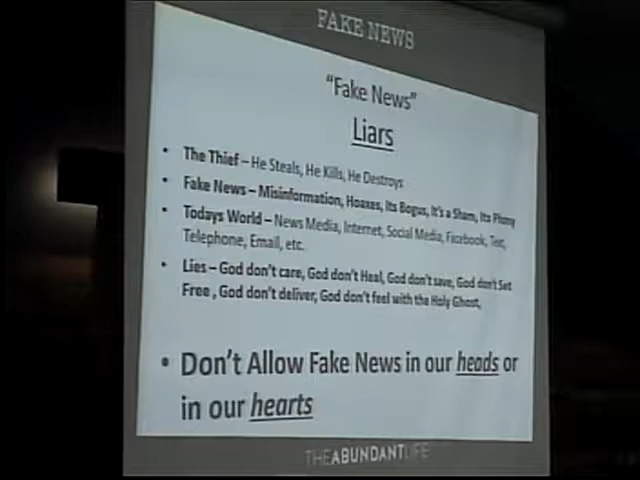 FAKE NEWS
“Fake News”
Liars
• The Thief – He Steals, He Kills, He Destroys
• Fake News – Misinformation, Hoaxes, Its Bogus, It's a Sham, Its Phony
• Todays World – News Media, Internet, Social Media, Facebook, Text,
Telephone, Email, etc.
• Lies – God don't care, God don't Heal, God don't save, God don't Set
Free , God don't deliver, God don't feel with the Holy Ghost,
• Don't Allow Fake News in our heads or
in our hearts
THEABUNDANTLIFE